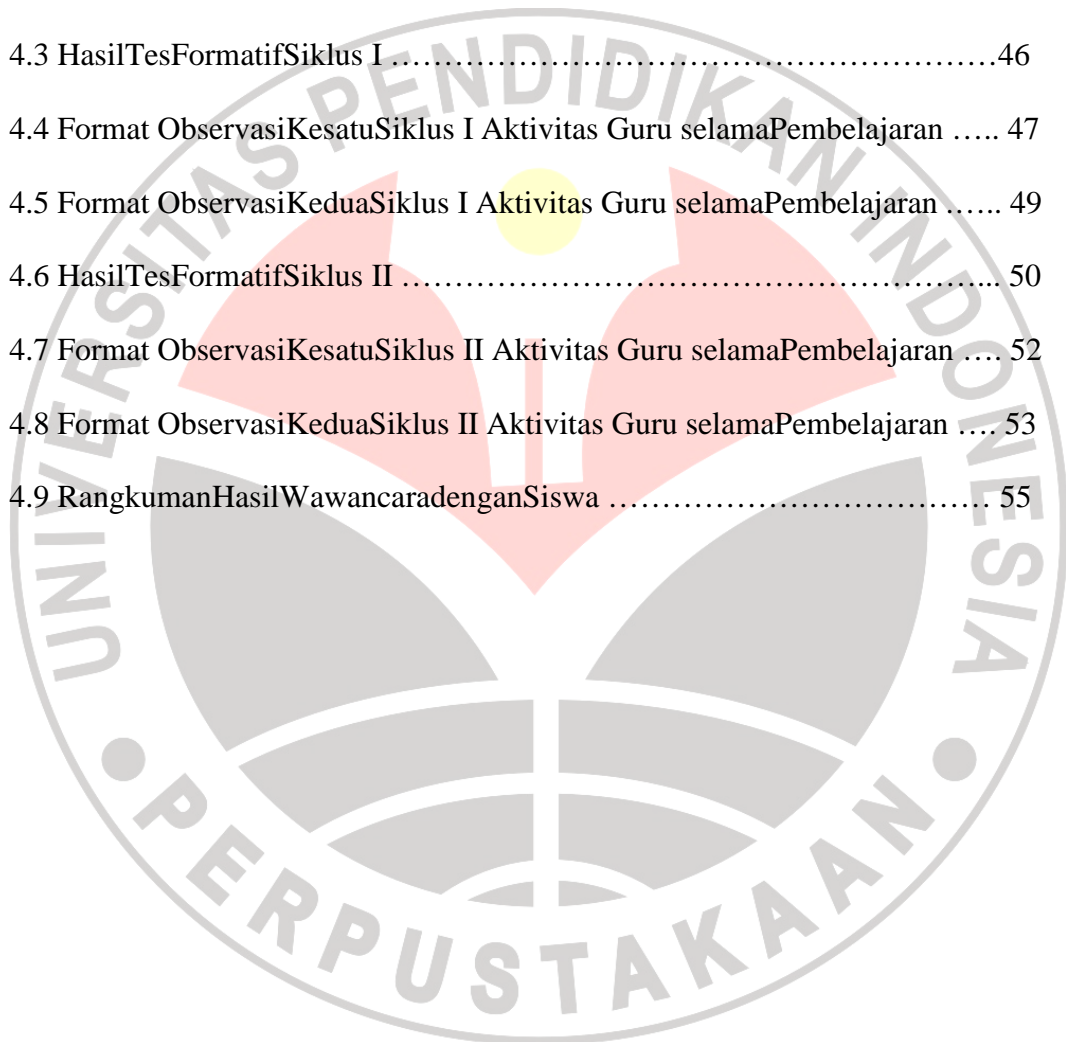 4.3 HasilTesFormatifSiklus I …………………………………………………46
4.4 Format ObservasiKesatuSiklus I Aktivitas Guru selamaPembelajaran ….. 47
4.5 Format ObservasiKeduaSiklus I Aktivitas Guru selamaPembelajaran …... 49
4.6 HasilTesFormatifSiklus II ………………………………………………... 50
4.7 Format ObservasiKesatuSiklus II Aktivitas Guru selamaPembelajaran …. 52
4.8 Format ObservasiKeduaSiklus II Aktivitas Guru selamaPembelajaran …. 53
4.9 RangkumanHasilWawancaradenganSiswa ……………………………… 55
UNIVERSITAS PENDIDIKAN INDONESIA
PERPUSTAKAAN